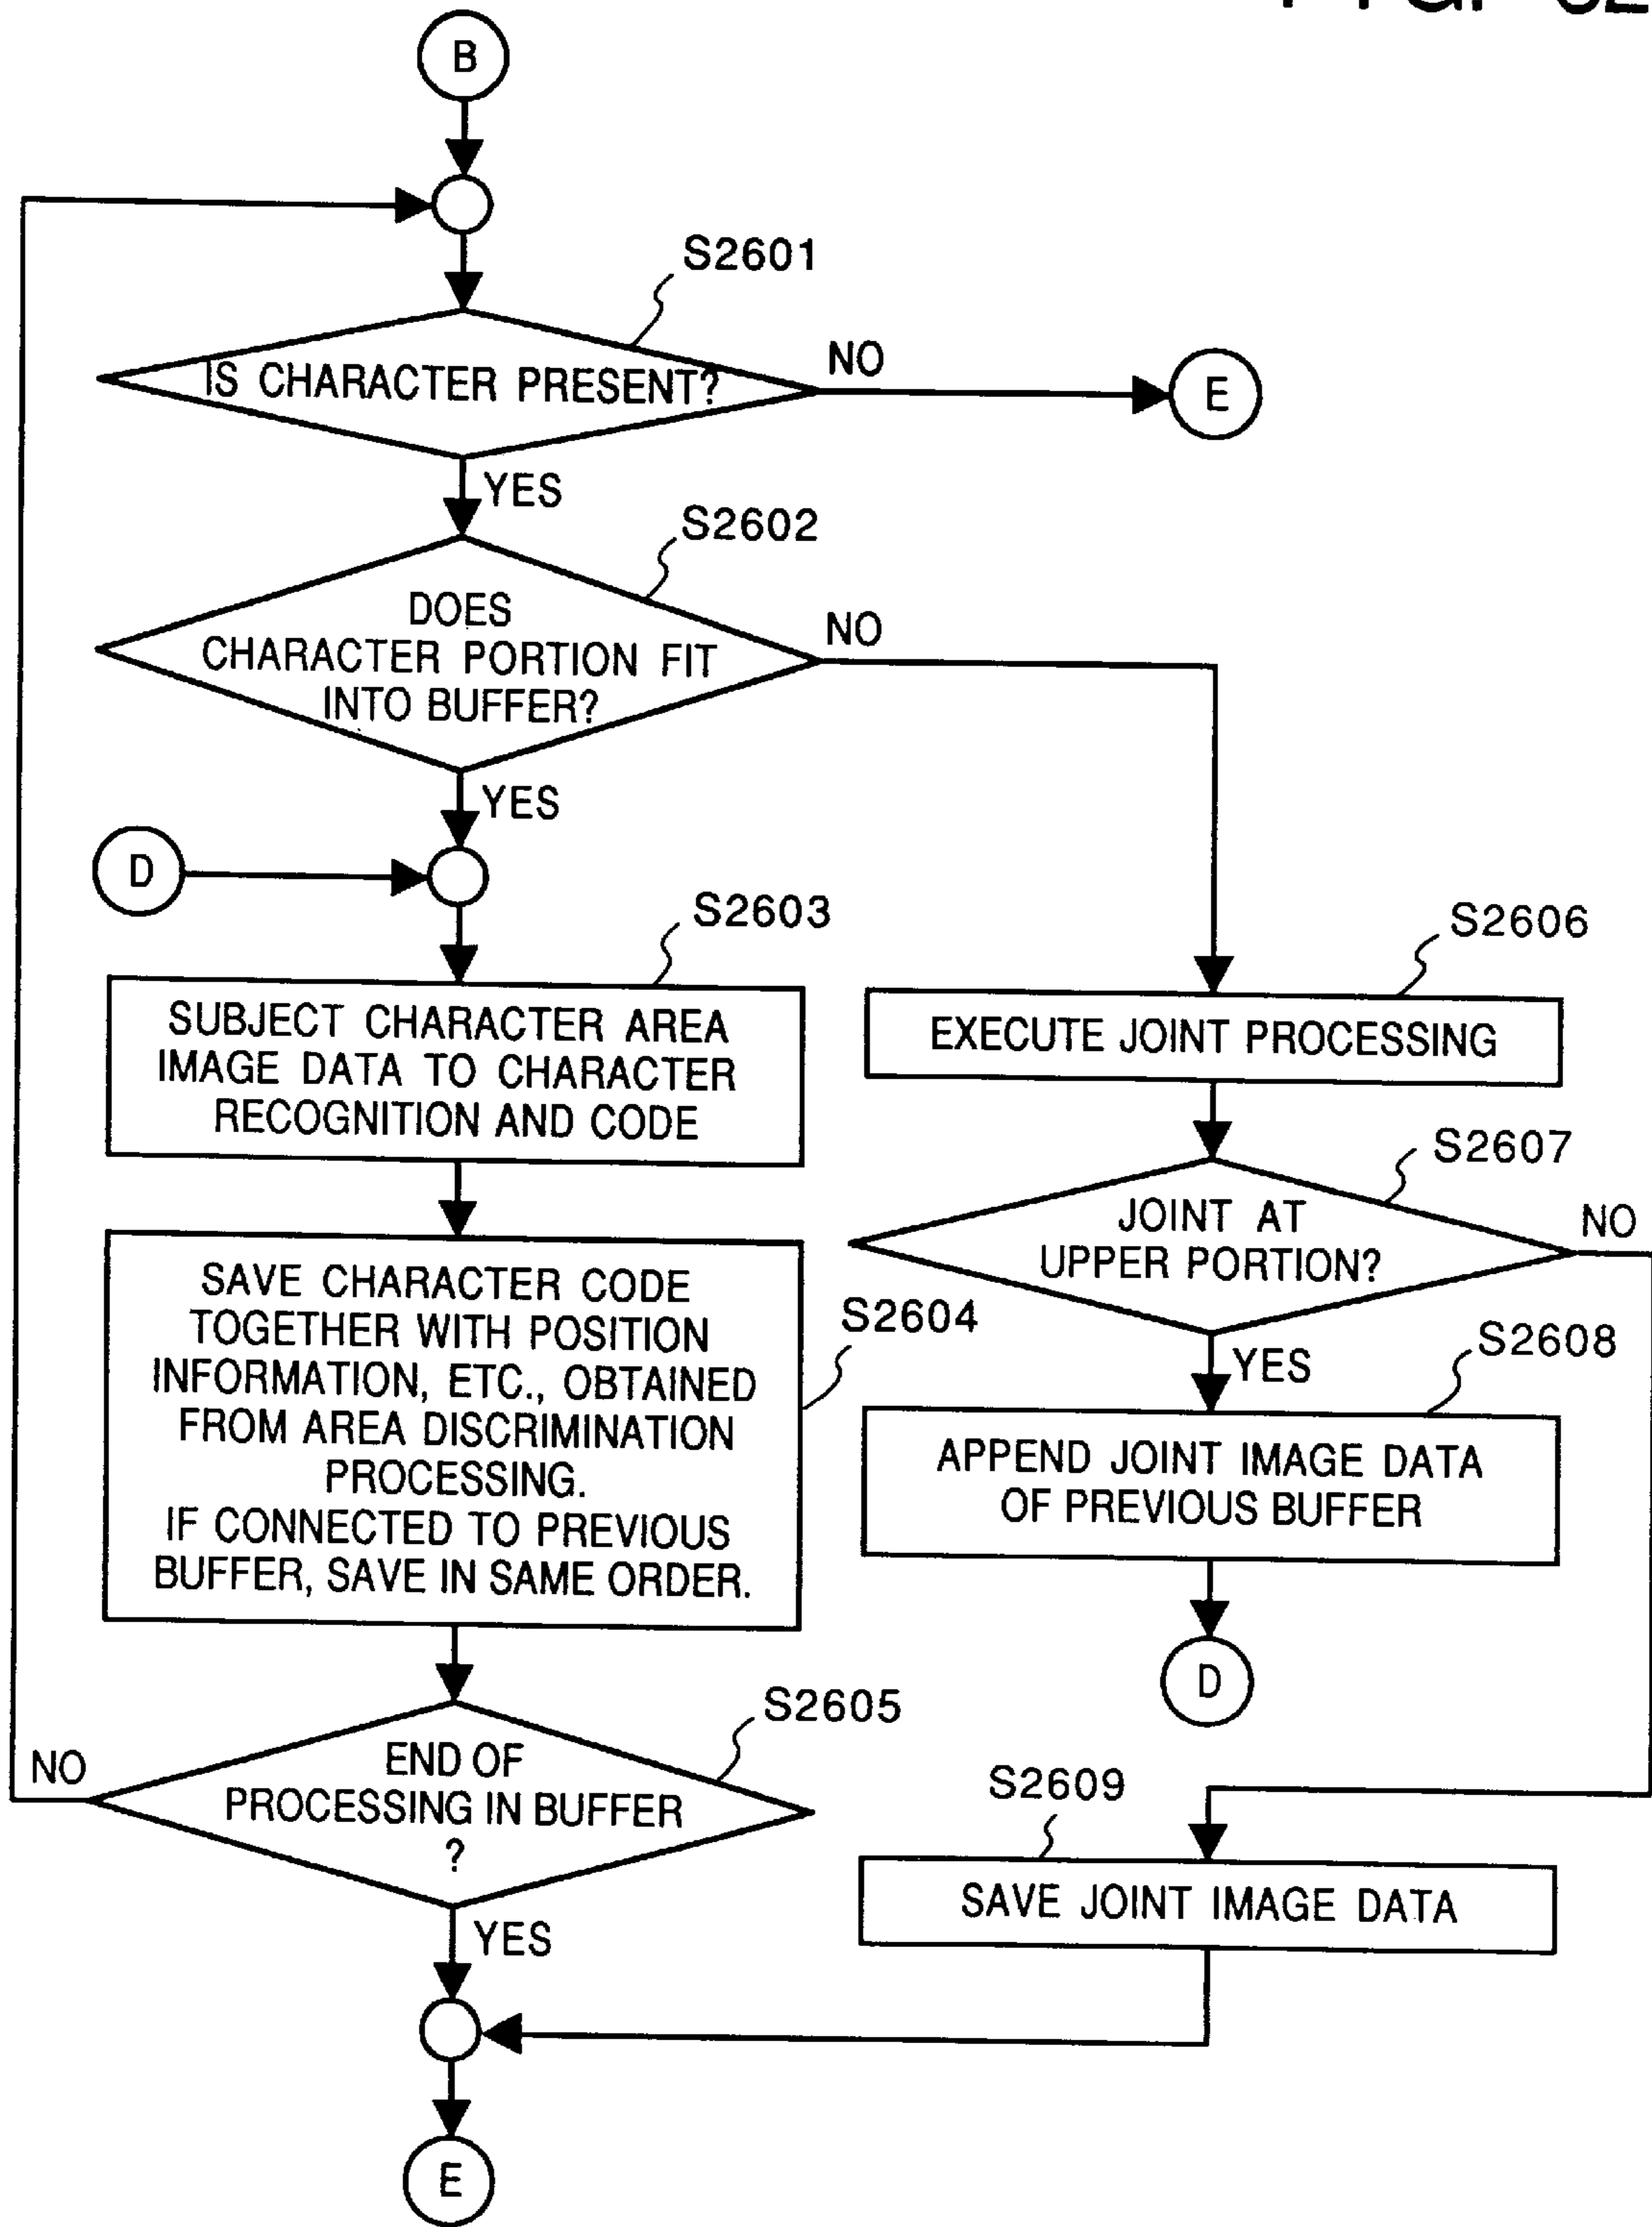 B
S2601
IS CHARACTER PRESENT?
NO
E
YES
S2602
DOES
CHARACTER PORTION FIT
INTO BUFFER?
NO
YES
D
S2603
SUBJECT CHARACTER AREA
IMAGE DATA TO CHARACTER
RECOGNITION AND CODE
S2606
EXECUTE JOINT PROCESSING
S2607
JOINT AT
UPPER PORTION?
NO
YES
S2604
SAVE CHARACTER CODE
TOGETHER WITH POSITION
INFORMATION, ETC., OBTAINED
FROM AREA DISCRIMINATION
PROCESSING.
IF CONNECTED TO PREVIOUS
BUFFER, SAVE IN SAME ORDER.
S2608
APPEND JOINT IMAGE DATA
OF PREVIOUS BUFFER
D
S2605
END OF
PROCESSING IN BUFFER
?
NO
YES
S2609
SAVE JOINT IMAGE DATA
E